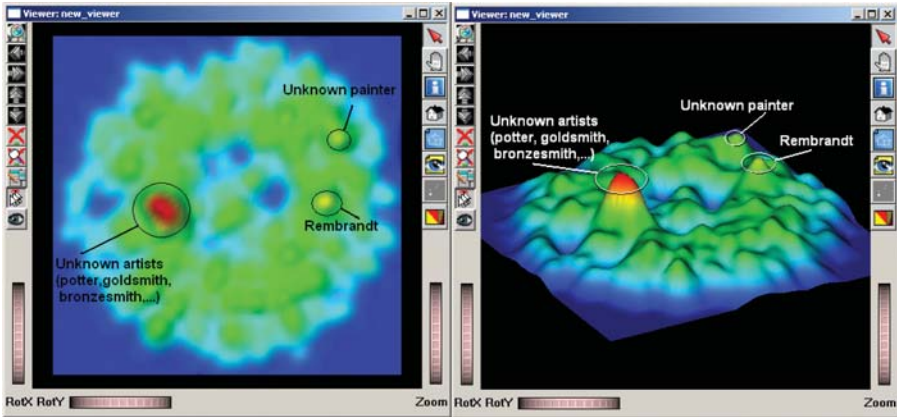 Viewer: new_viewer
Unknown painter
Rembrandt
Unknown artists
(potter,goldsmith,
bronzesmith,...)
RotX RotY
Zoom
Viewer: new_viewer
Unknown painter
Unknown artists
(potter, goldsmith,
bronzesmith,...)
Rembrandt
RotX RotY
Zoom